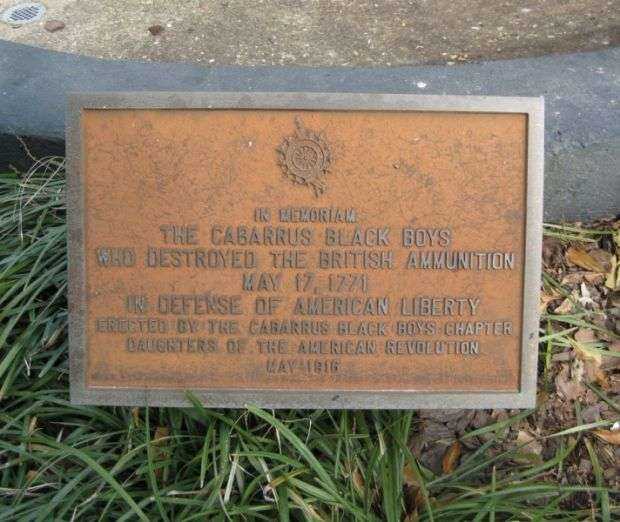 IN MEMORIAM
THE CABARRUS BLACK BOYS
WHO DESTROYED THE BRITISH AMMUNITION
MAY 17, 1771
IN DEFENSE OF AMERICAN LIBERTY
ERECTED BY THE CABARRUS BLACK BOYS CHAPTER
DAUGHTERS OF THE AMERICAN REVOLUTION
MAY 1916